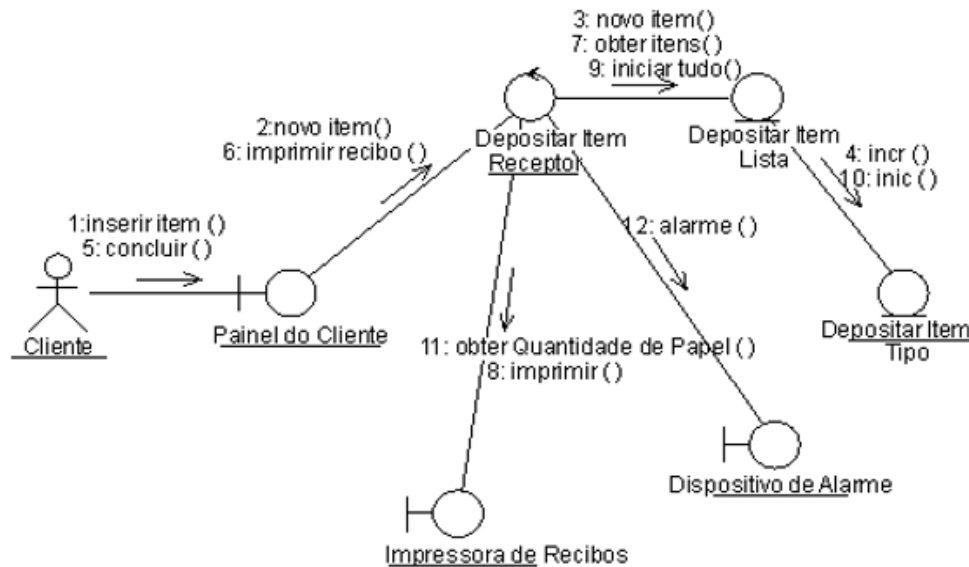 3: novo item()
7: obter itens()
9: iniciar tudo()
2:novo item()
6: imprimir recibo ()
Depositar Item
Receptor
Depositar Item
Lista
4: incr ()
10: inic ()
1:inserir item ()
5: concluir ()
12: alarme ()
Cliente
Painel do Cliente
Depositar Item
Tipo
11: obter Quantidade de Papel ()
8: imprimir ()
Dispositivo de Alarme
Impressora de Recibos